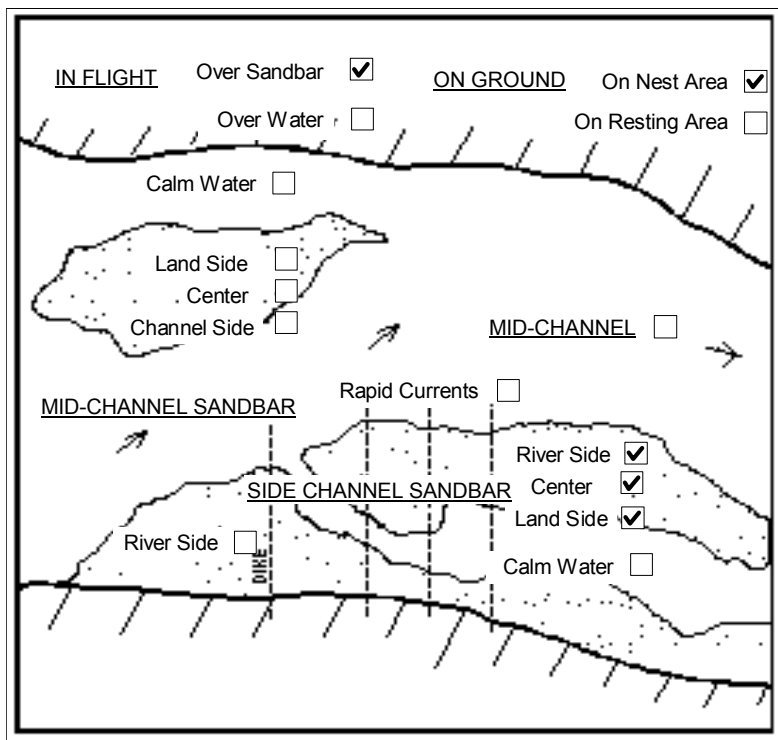 IN FLIGHT
Over Sandbar
ON GROUND
On Nest Area
Over Water
On Resting Area
Calm Water
Land Side
Center
Channel Side
MID-CHANNEL
Rapid Currents
MID-CHANNEL SANDBAR
River Side
SIDE CHANNEL SANDBAR
Center
Land Side
River Side
DIKE
Calm Water